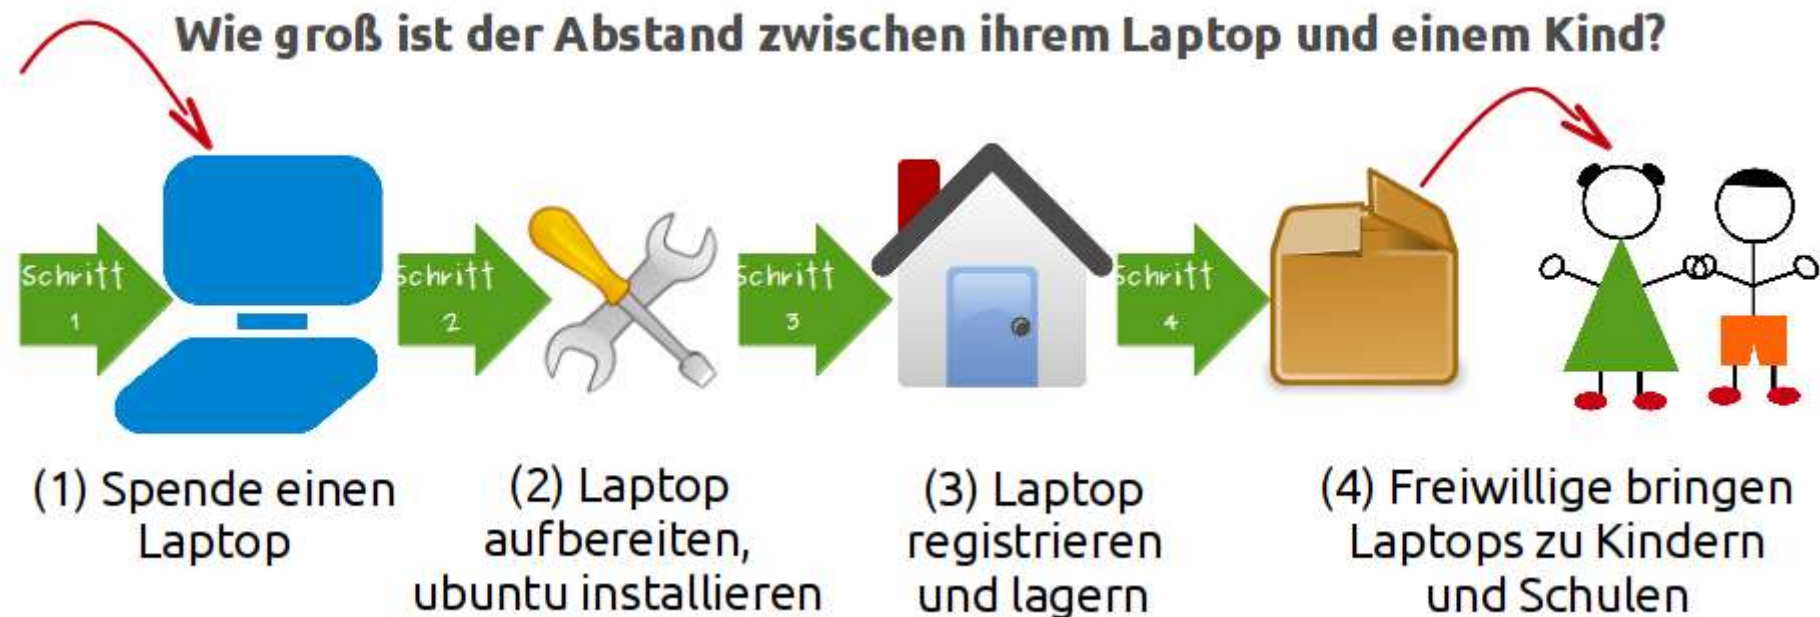 Wie groß ist der Abstand zwischen ihrem Laptop und einem Kind?
Schritt
1
Schritt
2
Schritt
3
Schritt
4
(1) Spende einen
Laptop
(2) Laptop
aufbereiten,
ubuntu installieren
(3) Laptop
registrieren
und lagern
(4) Freiwillige bringen
Laptops zu Kindern
und Schulen